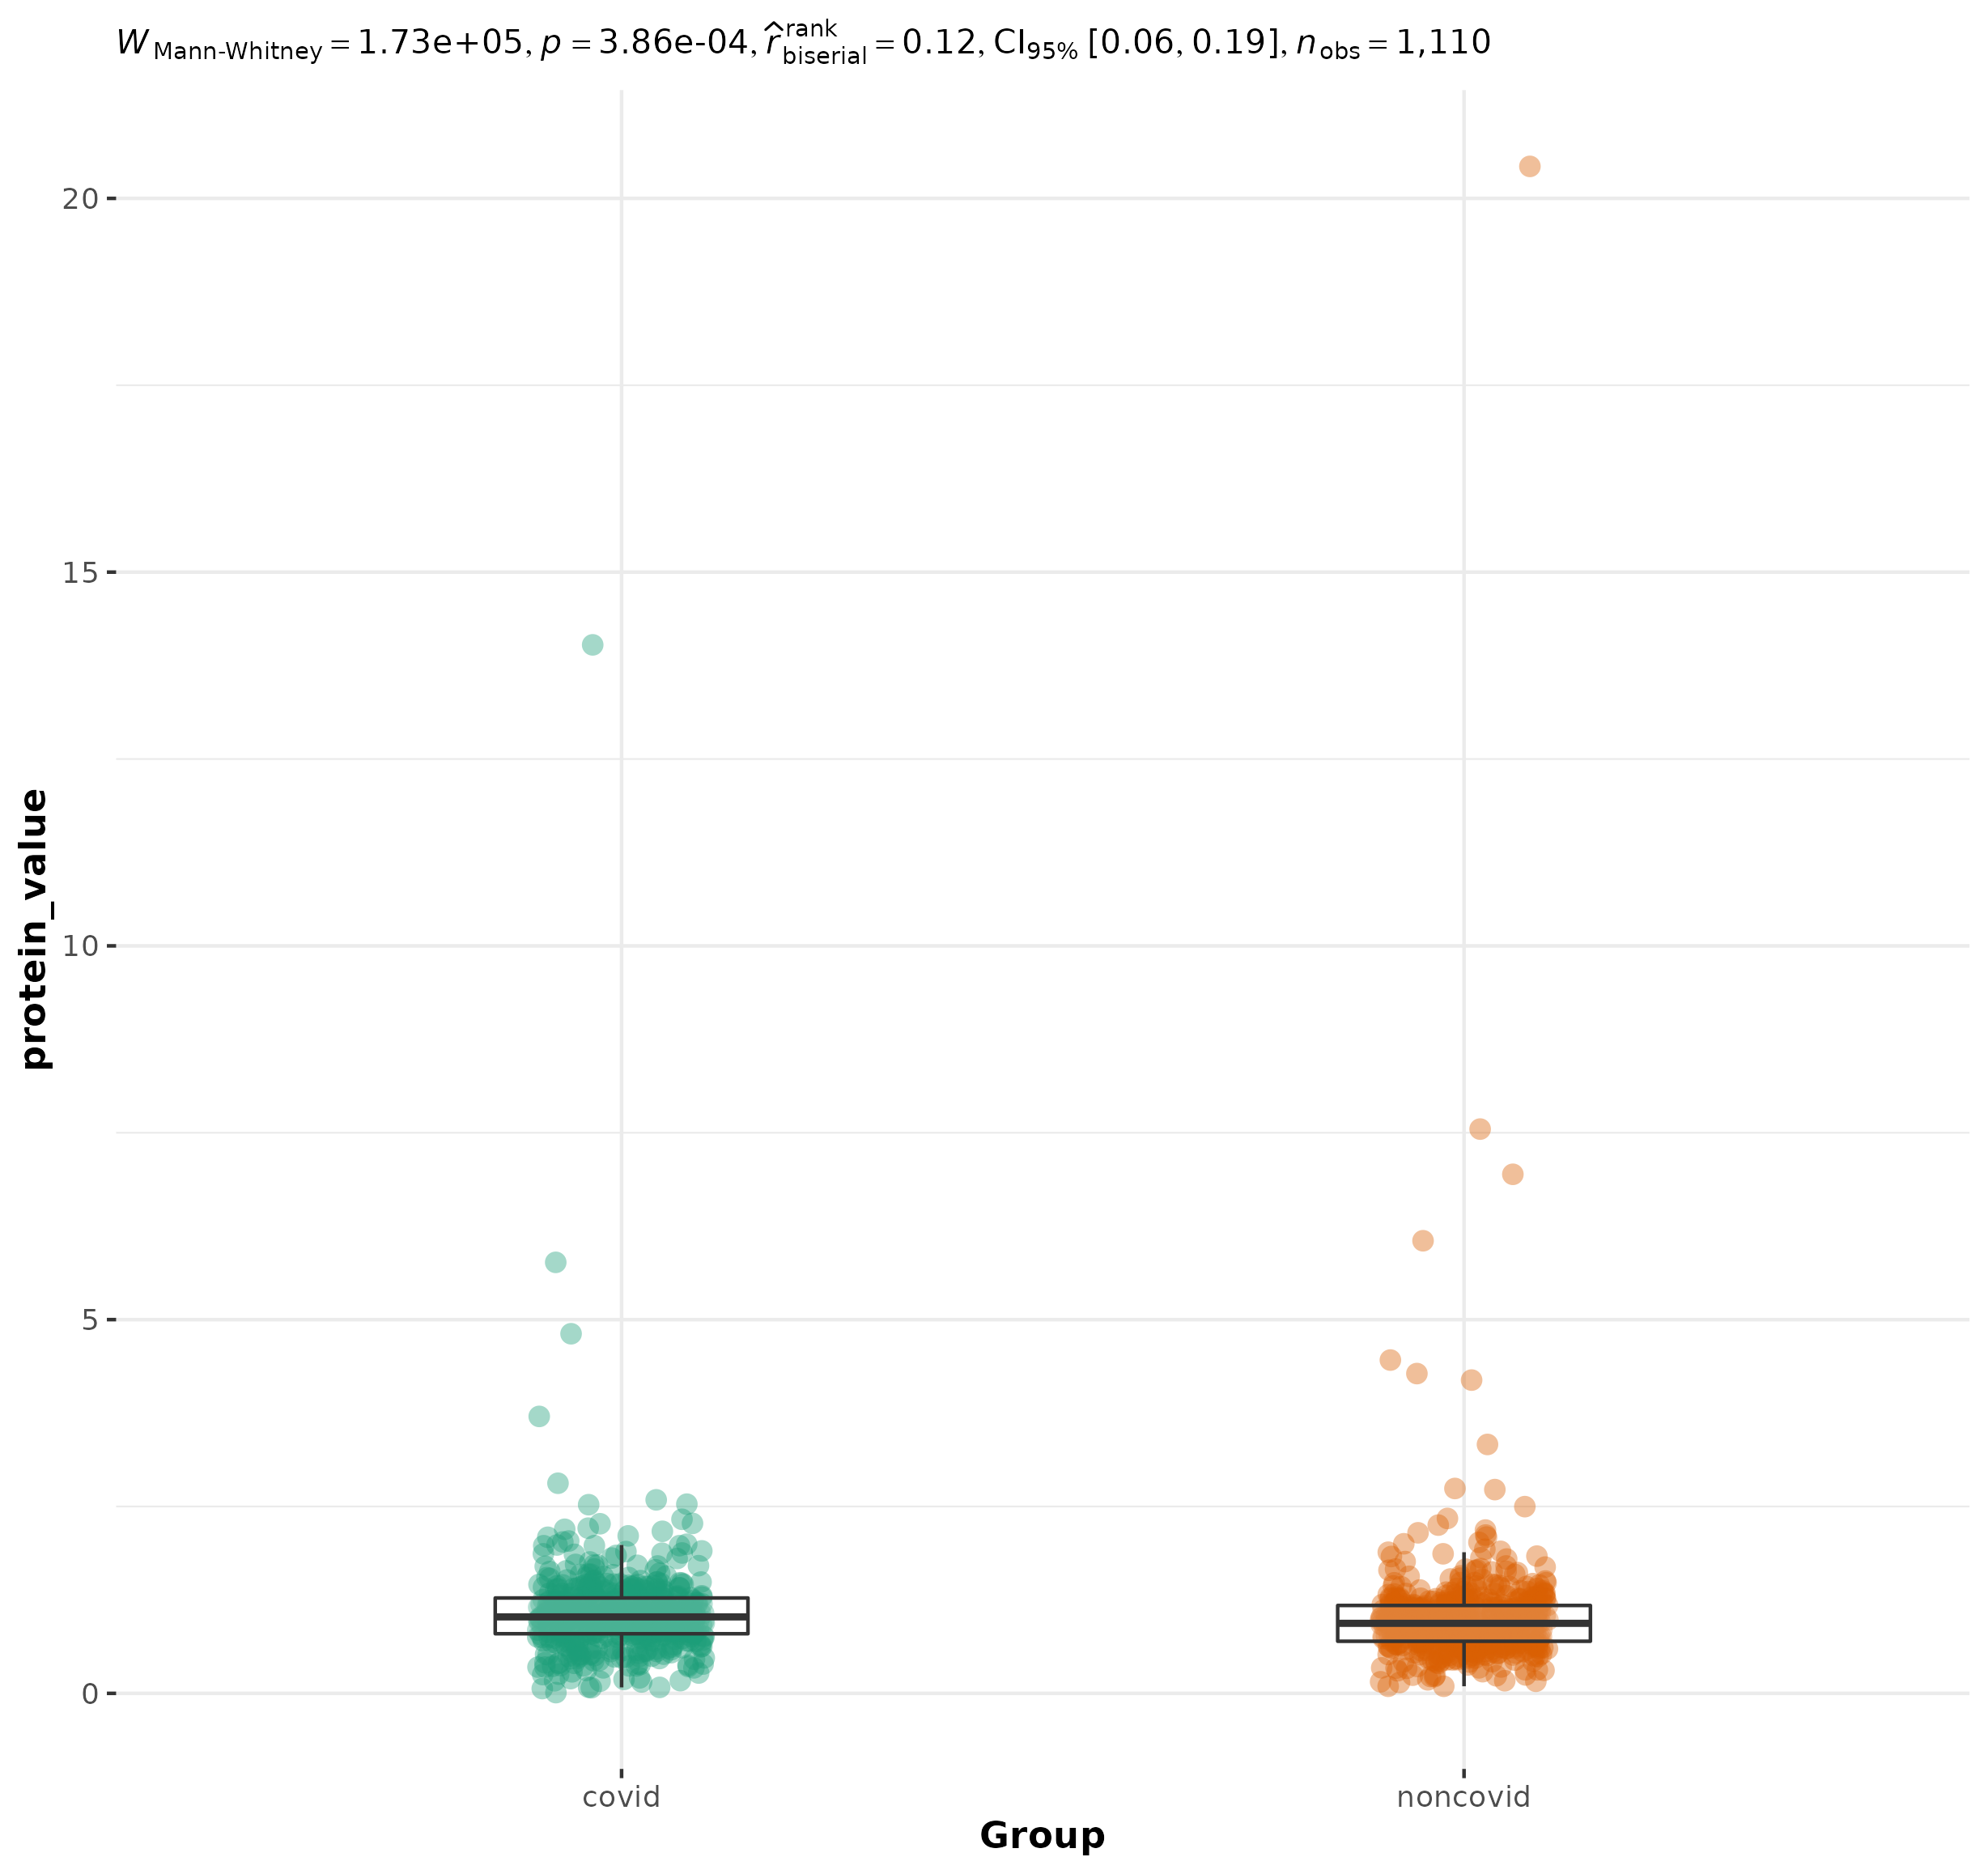 W Mann-Whitney = 1.73e+05, p = 3.86e-04, r̂ rank biserial = 0.12, CI95% [0.06, 0.19], nobs = 1,110
20
15
10
5
0
protein_value
covid noncovid
Group